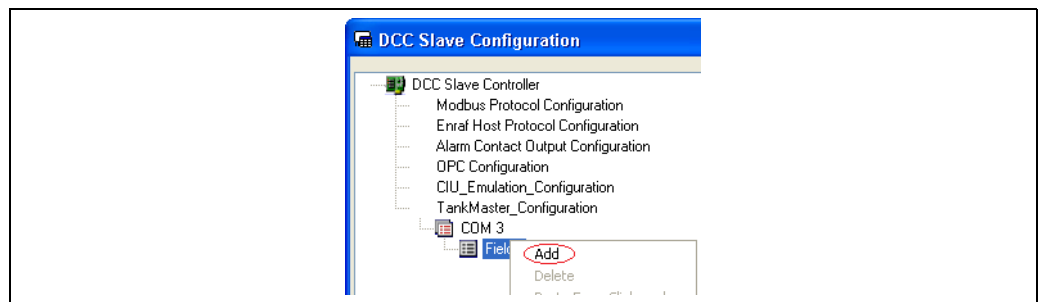 DCC Slave Configuration
DCC Slave Controller
Modbus Protocol Configuration
Enraf Host Protocol Configuration
Alarm Contact Output Configuration
OPC Configuration
CIU_Emulation_Configuration
TankMaster_Configuration
COM 3
Add
Delete